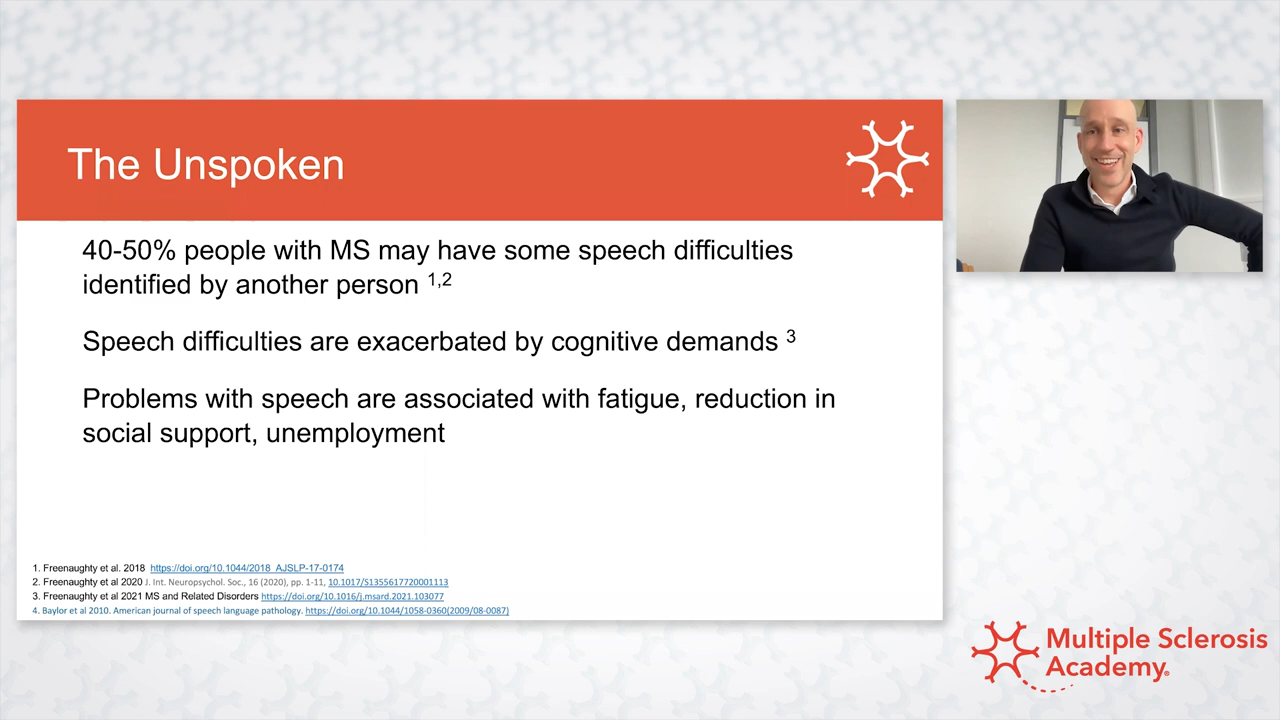 The Unspoken
40-50% people with MS may have some speech difficulties
identified by another person 1,2
Speech difficulties are exacerbated by cognitive demands 3
Problems with speech are associated with fatigue, reduction in
social support, unemployment
1. Freenaughty et al. 2018 https://doi.org/10.1044/2018_AJSLP-17-0174
2. Freenaughty et al 2020 J. Int. Neuropsychol. Soc., 16 (2020), pp. 1-11, 10.1017/S1355617720001113
3. Freenaughty et al 2021 MS and Related Disorders https://doi.org/10.1016/j.msard.2021.103077
4. Baylor et al 2010. American journal of speech language pathology. https://doi.org/10.1044/1058-0360(2009/08-0087)
Multiple Sclerosis
Academy®